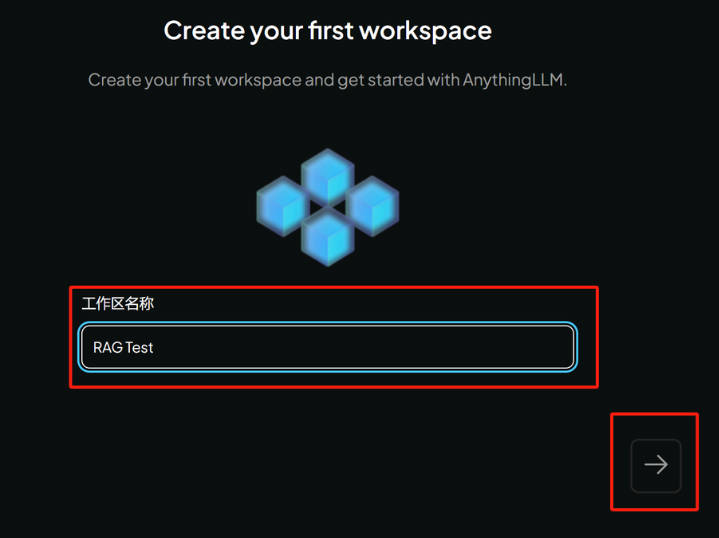 Create your first workspace
Create your first workspace and get started with AnythingLLM.
工作区名称
RAG Test